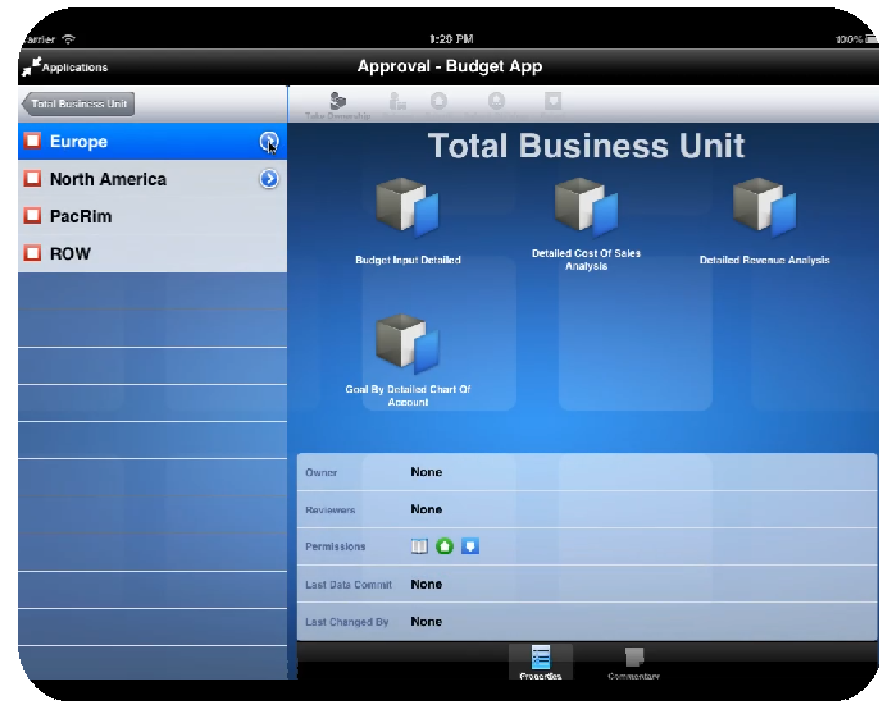 1:20 PM
100%
Applications
Approval - Budget App
Total Business Unit
Take Ownership
Europe
North America
PacRim
ROW
Total Business Unit
Budget Input Detailed
Detailed Cost Of Sales
Analysis
Detailed Revenue Analysis
Goal By Detailed Chart Of
Account
Owner
None
Reviewers
None
Permissions
Last Data Commit
None
Last Changed By
None
Properties
Commentary